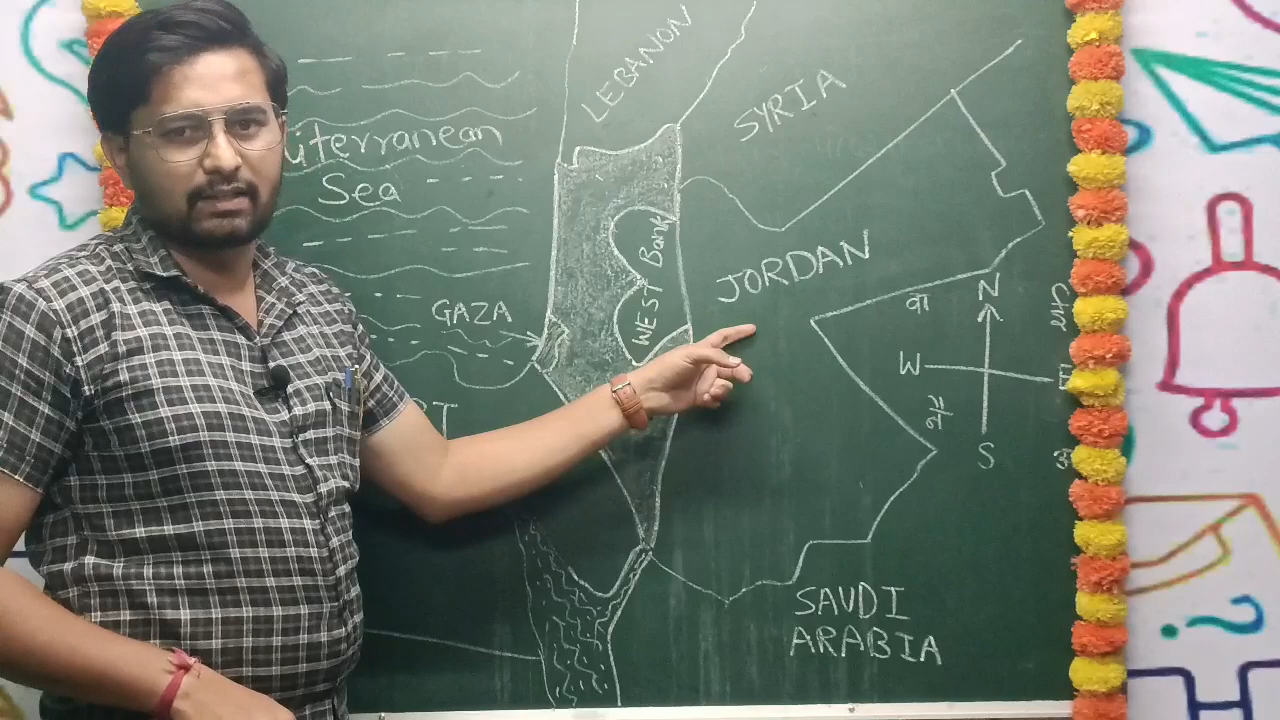 LEBANON
SYRIA
iterranean
Sea
West Bank
JORDAN
GAZA
N
वा
W
S
SAUDI
ARABIA